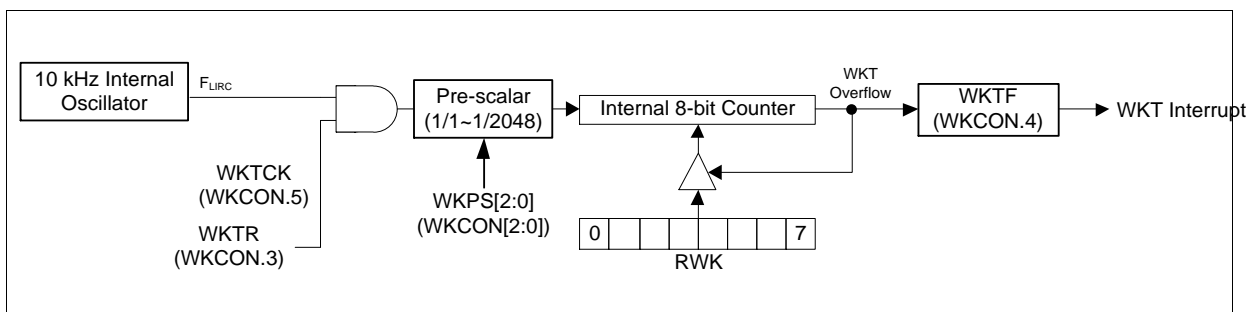 10 kHz Internal
Oscillator
FLIRC
WKTCK
(WKCON.5)
WKTR
(WKCON.3)
Pre-scalar
(1/1~1/2048)
WKPS[2:0]
(WKCON[2:0])
Internal 8-bit Counter
0
7
RWK
WKT
Overflow
WKTF
(WKCON.4)
WKT Interrupt